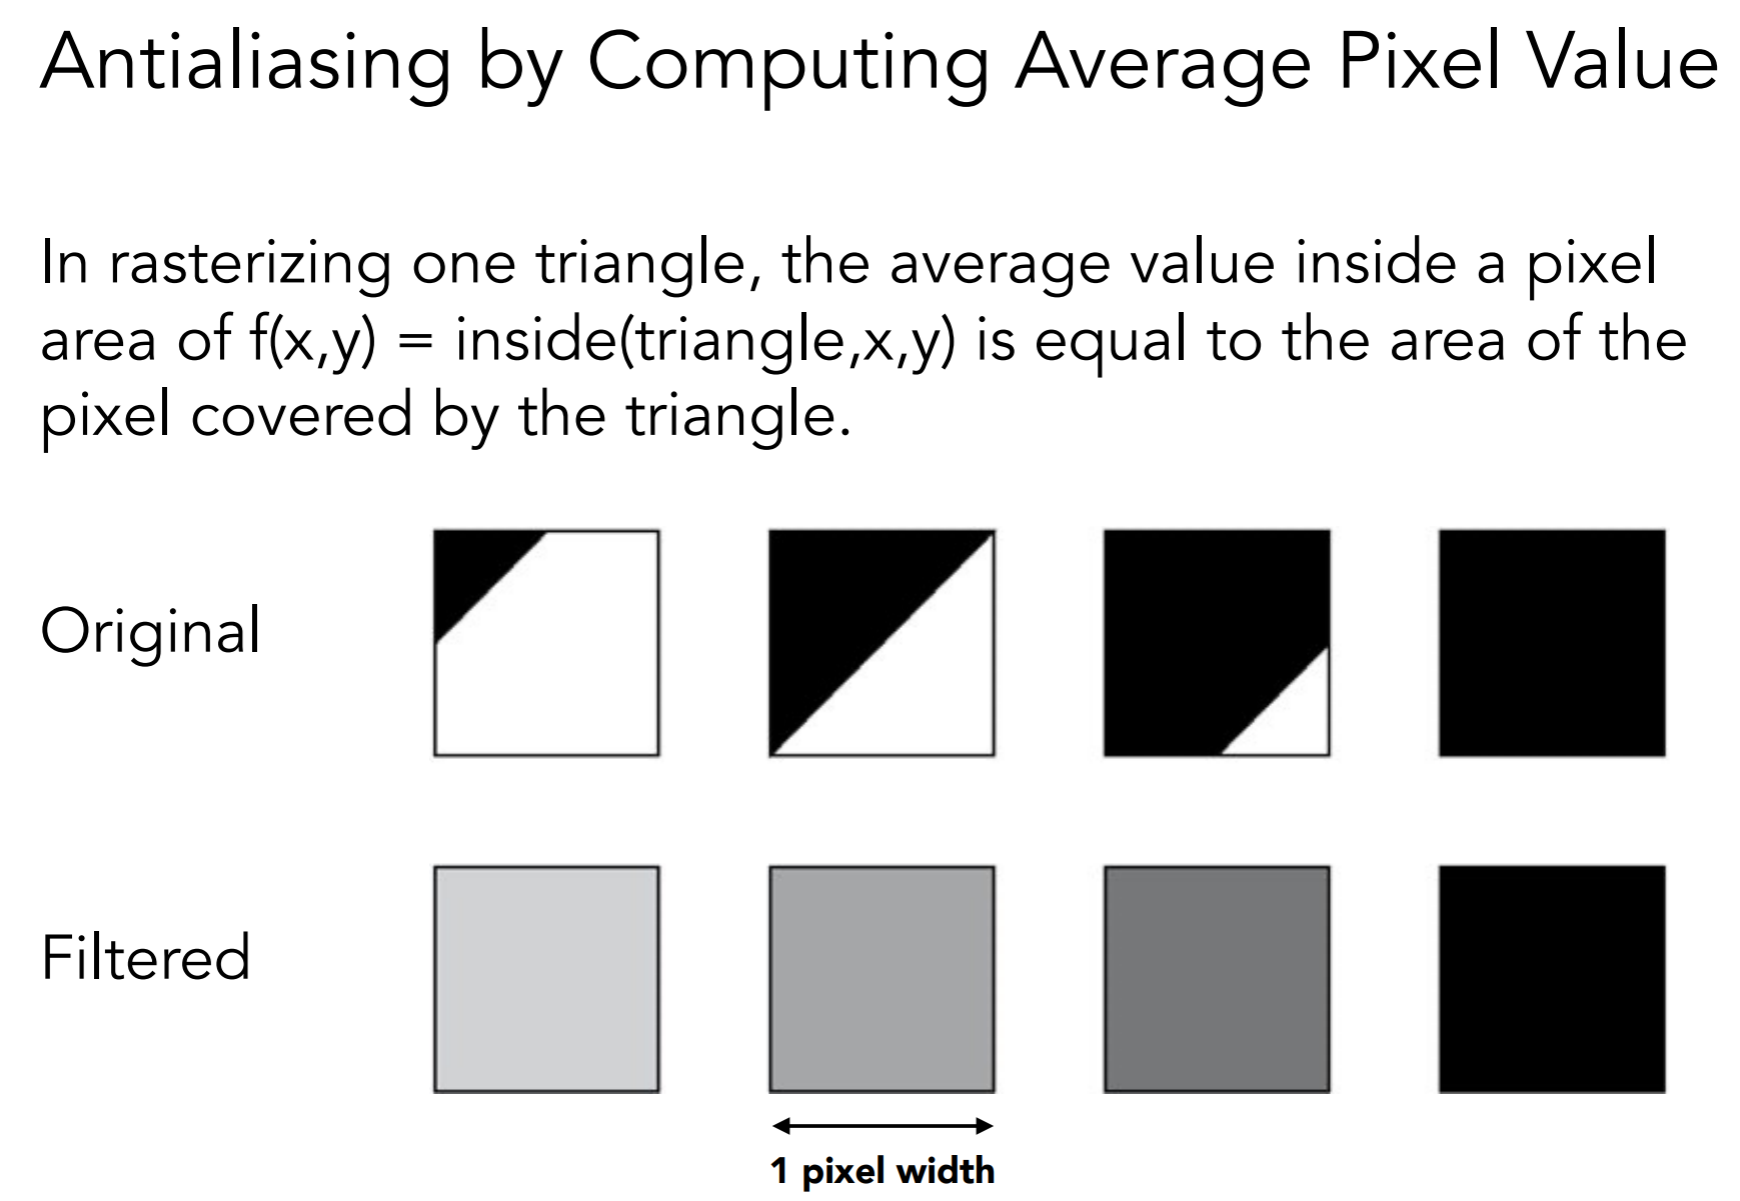 Antialiasing by Computing Average Pixel Value
In rasterizing one triangle, the average value inside a pixel
area of f(x,y) = inside(triangle,x,y) is equal to the area of the
pixel covered by the triangle.
Original
Filtered
1 pixel width